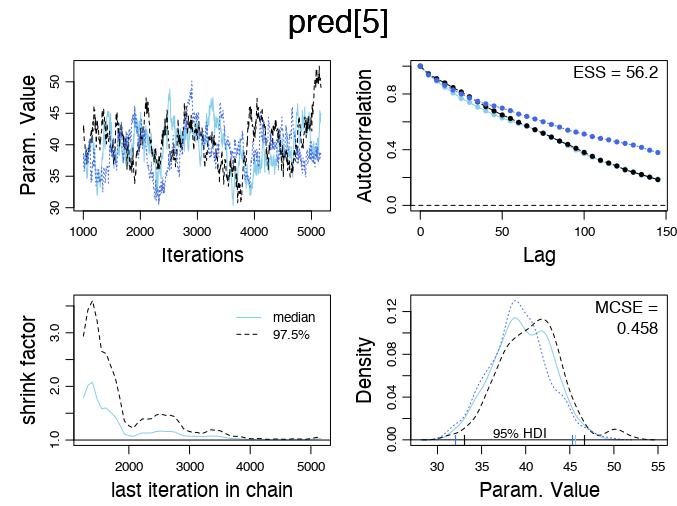 pred[5]
Param. Value
30 35 40 45 50
1000 2000 3000 4000 5000
Iterations
Autocorrelation
0.0 0.4 0.8
ESS = 56.2
0 50 100 150
Lag
shrink factor
1.0 2.0 3.0
median
97.5%
2000 3000 4000 5000
last iteration in chain
Density
0.00 0.04 0.08 0.12
MCSE =
0.458
95% HDI
30 35 40 45 50 55
Param. Value